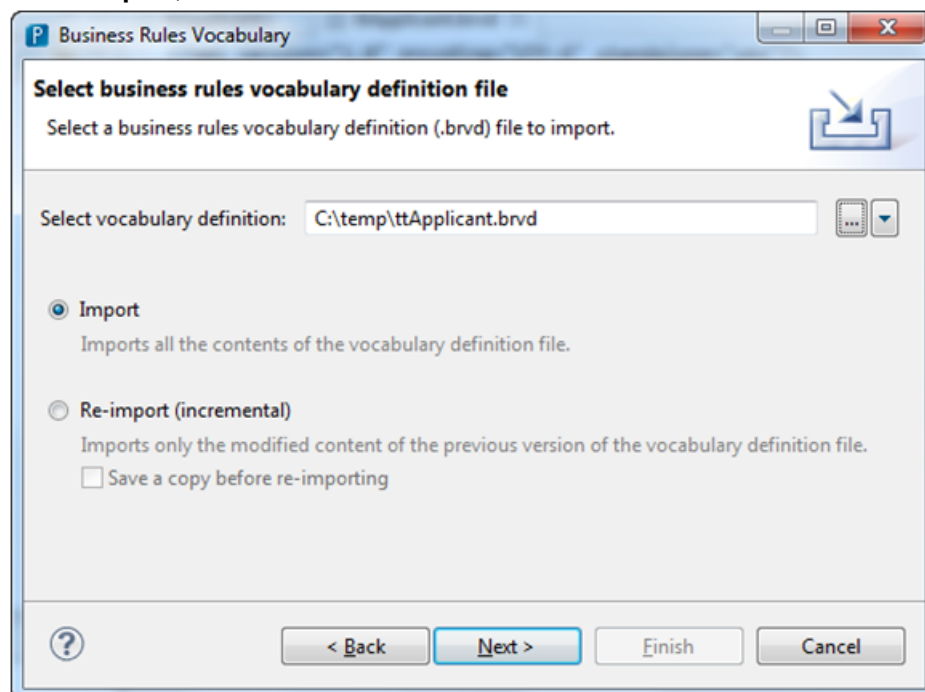 Business Rules Vocabulary
Select business rules vocabulary definition file
Select a business rules vocabulary definition (.brvd) file to import.
Select vocabulary definition: C:\temp\ttApplicant.brvd ...
Import
Imports all the contents of the vocabulary definition file.
Re-import (incremental)
Imports only the modified content of the previous version of the vocabulary definition file.
Save a copy before re-importing
? < Back Next > Finish Cancel